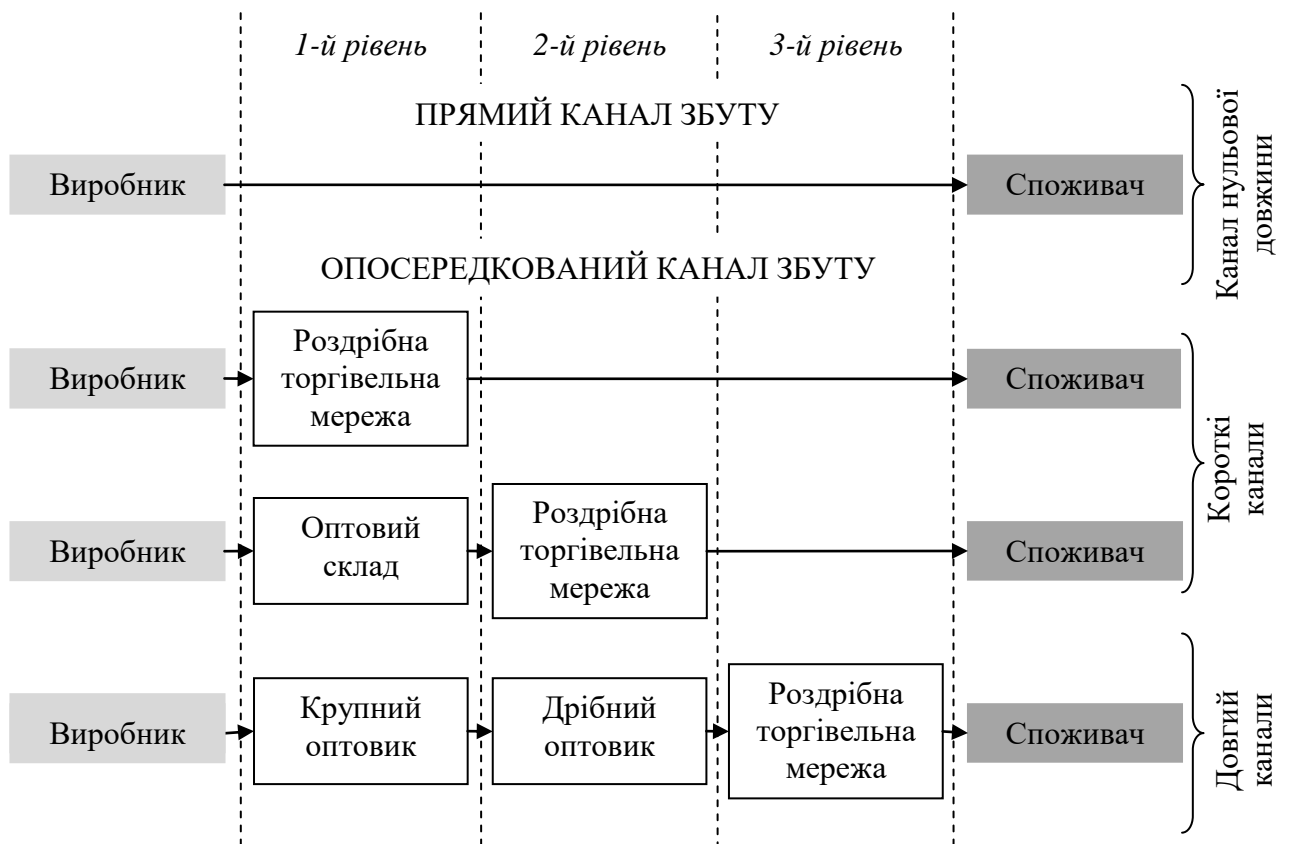 1-й рівень
2-й рівень
3-й рівень
ПРЯМИЙ КАНАЛ ЗБУТУ
Виробник
Споживач
Канал нульової
довжини
ОПОСЕРЕДКОВАНИЙ КАНАЛ ЗБУТУ
Виробник
Роздрібна
торгівельна
мережа
Споживач
Короткі
канали
Виробник
Оптовий
склад
Роздрібна
торгівельна
мережа
Споживач
Виробник
Крупний
оптовик
Дрібний
оптовик
Роздрібна
торгівельна
мережа
Споживач
Довгий
канали